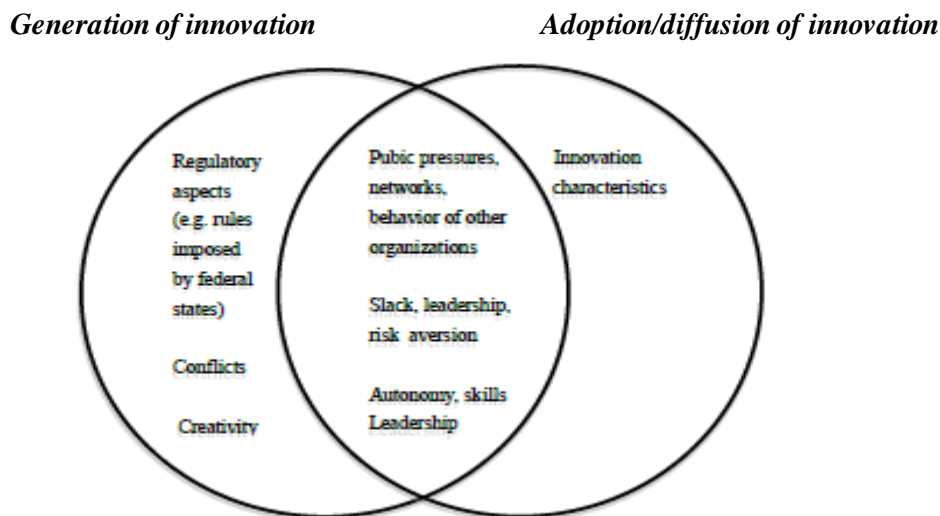 Generation of innovation
Adoption/diffusion of innovation
Regulatory
aspects
(e.g. rules
imposed
by federal
states)
Conflicts
Creativity
Pubic pressures,
networks,
behavior of other
organizations
Slack, leadership,
risk aversion
Autonomy, skills
Leadership
Innovation
characteristics